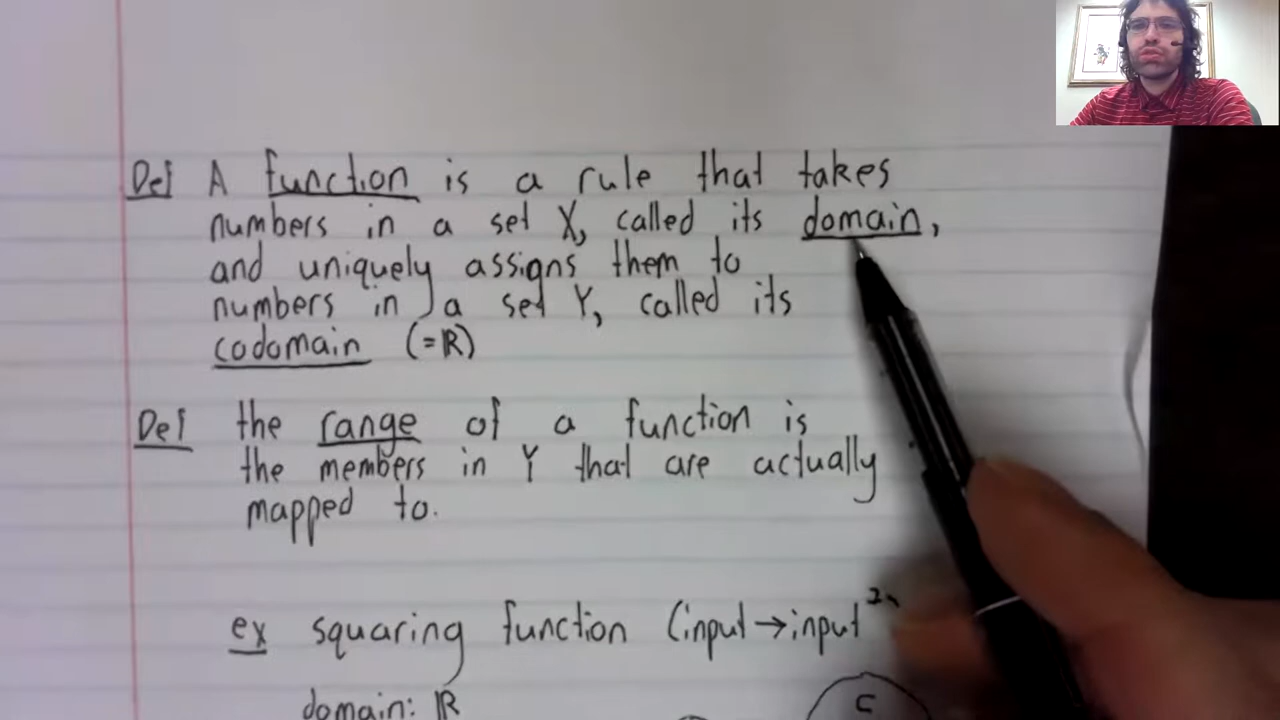 Def A function is a rule that takes
numbers in a set X, called its domain,
and uniquely assigns them to
numbers in a set Y, called its
codomain (=ℝ)
Def the range of a function is
the members in Y that are actually
mapped to.
ex squaring function (input → input²
domain: ℝ